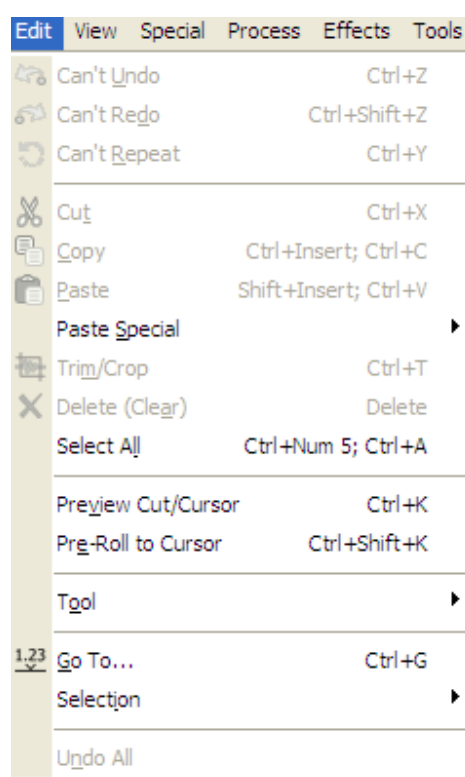 Edit View Special Process Effects Tools
Can't Undo Ctrl+Z
Can't Redo Ctrl+Shift+Z
Can't Repeat Ctrl+Y
Cut Ctrl+X
Copy Ctrl+Insert; Ctrl+C
Paste Shift+Insert; Ctrl+V
Paste Special
Trim/Crop Ctrl+T
Delete (Clear) Delete
Select All Ctrl+Num 5; Ctrl+A
Preview Cut/Cursor Ctrl+K
Pre-Roll to Cursor Ctrl+Shift+K
Tool
1.23 Go To... Ctrl+G
Selection
Undo All